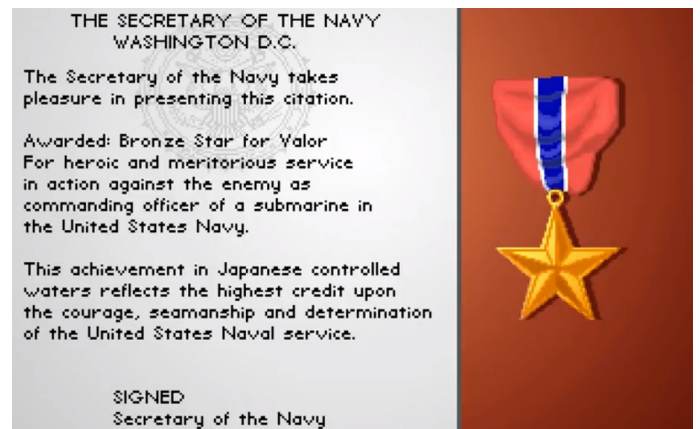 THE SECRETARY OF THE NAVY
WASHINGTON D.C.
The Secretary of the Navy takes
pleasure in presenting this citation.
Awarded: Bronze Star for Valor
For heroic and meritorious service
in action against the enemy as
commanding officer of a submarine in
the United States Navy.
This achievement in Japanese controlled
waters reflects the highest credit upon
the courage, seamanship and determination
of the United States Naval service.
SIGNED
Secretary of the Navy